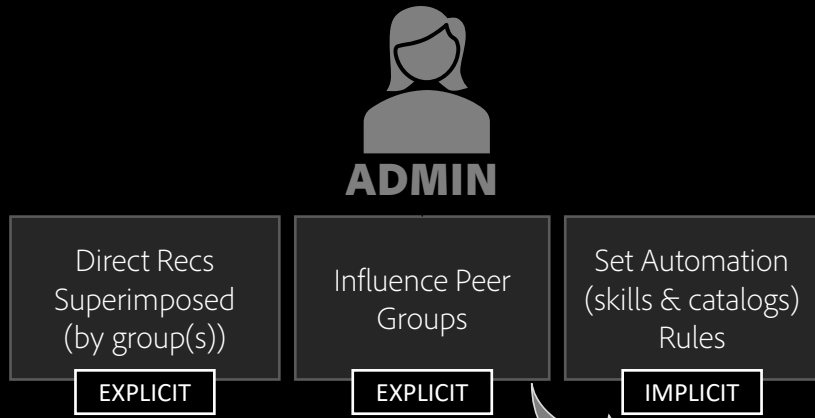 ADMIN
Direct Recs
Superimposed
(by group(s))
EXPLICIT
Influence Peer
Groups
EXPLICIT
Set Automation
(skills & catalogs)
Rules
IMPLICIT